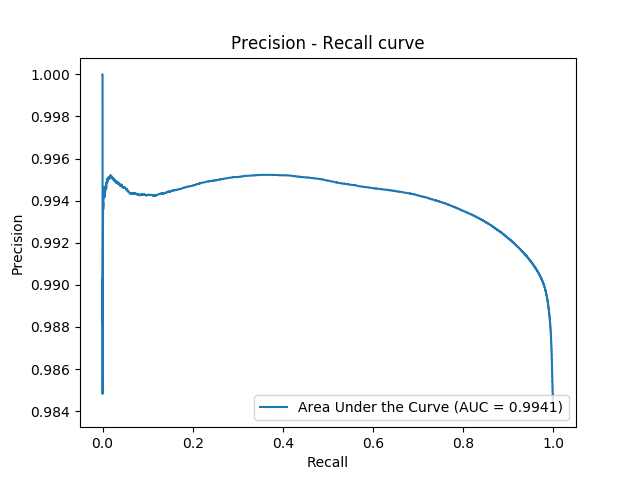 Precision - Recall curve
1.000
0.998
0.996
0.994
0.992
0.990
0.988
0.986
0.984
Precision
Area Under the Curve (AUC = 0.9941)
0.0 0.2 0.4 0.6 0.8 1.0
Recall